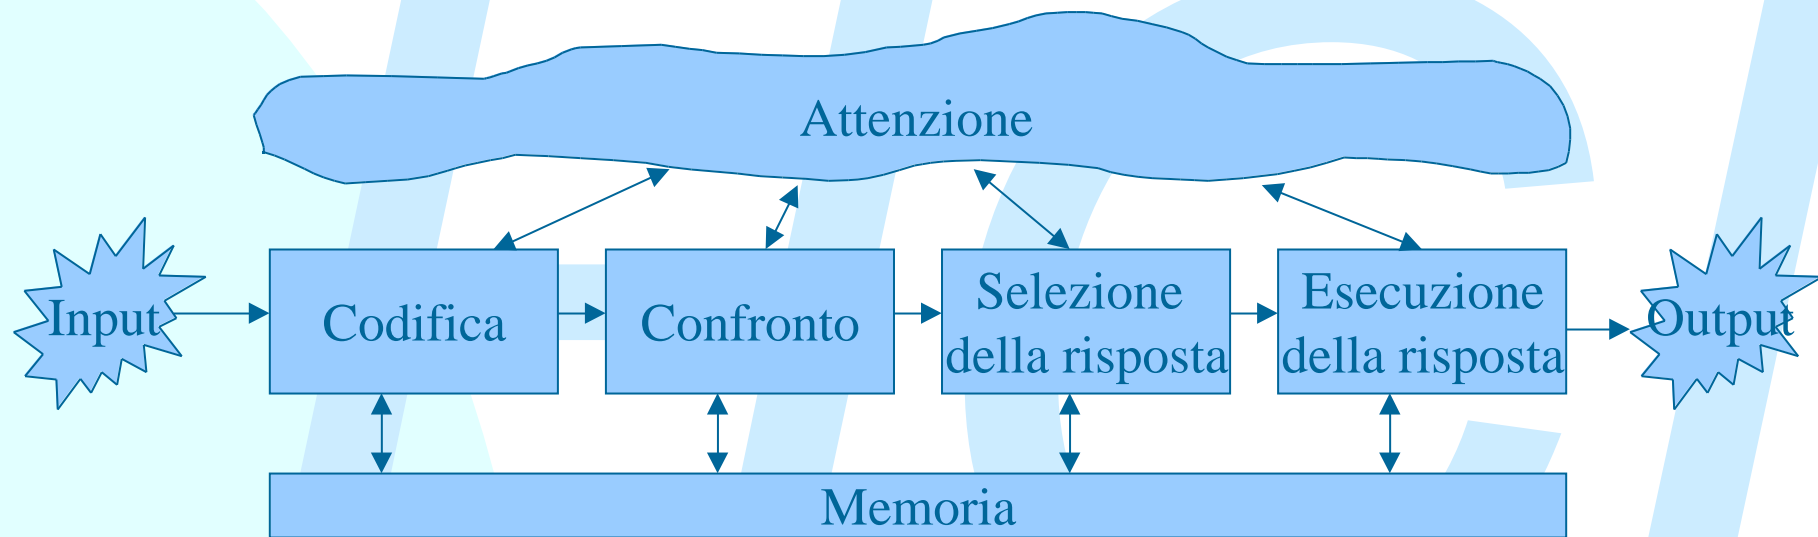 Attenzione
Input
Codifica
Confronto
Selezione
della risposta
Esecuzione
della risposta
Output
Memoria